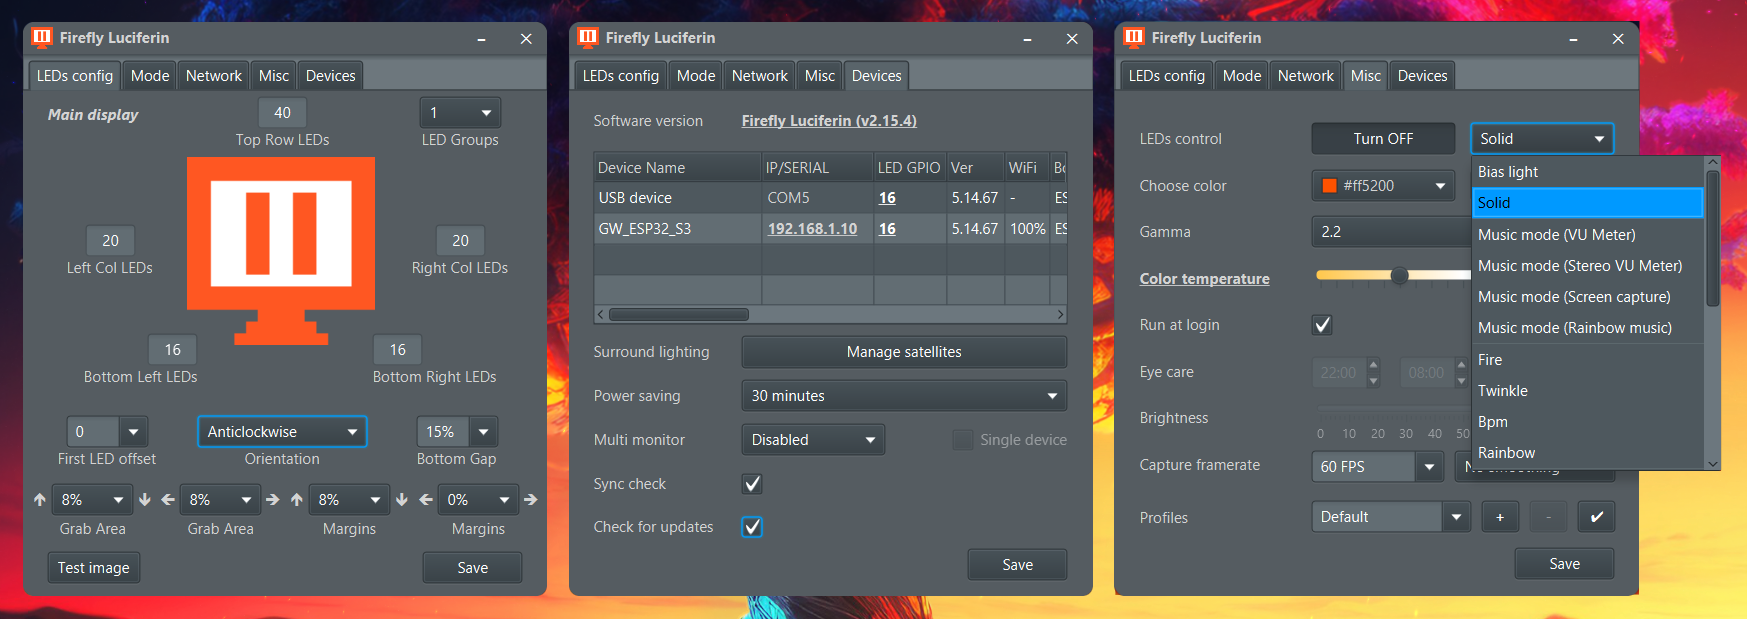 Firefly Luciferin
LEDs config Mode Network Misc Devices
Main display
40
Top Row LEDs
1
LED Groups
20
Left Col LEDs
20
Right Col LEDs
16
Bottom Left LEDs
16
Bottom Right LEDs
0
First LED offset
Anticlockwise
Orientation
15%
Bottom Gap
8%
Grab Area
8%
Grab Area
8%
Margins
0%
Margins
Test image
Save
Firefly Luciferin
LEDs config Mode Network Misc Devices
Software version Firefly Luciferin (v2.15.4)
Device Name IP/SERIAL LED GPIO Ver WiFi
USB device COM5 16 5.14.67 -
GW_ESP32_S3 192.168.1.10 16 5.14.67 100%
Surround lighting Manage satellites
Power saving 30 minutes
Multi monitor Disabled Single device
Sync check
Check for updates
Save
Firefly Luciferin
LEDs config Mode Network Misc Devices
LEDs control Turn OFF Solid
Choose color #ff5200
Gamma 2.2
Color temperature
Run at login
Eye care 22:00 08:00
Brightness
0 10 20 30 40 50
Capture framerate 60 FPS
Profiles Default + -
Save
Bias light
Solid
Music mode (VU Meter)
Music mode (Stereo VU Meter)
Music mode (Screen capture)
Music mode (Rainbow music)
Fire
Twinkle
Bpm
Rainbow